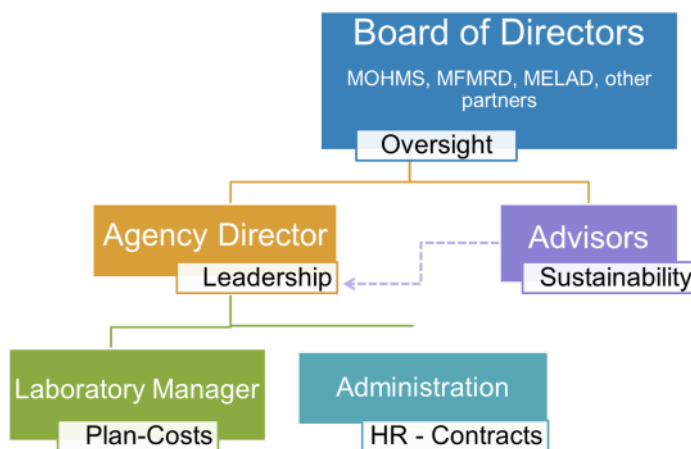 Board of Directors
MOHMS, MFMRD, MELAD, other
partners
Oversight
Agency Director
Leadership
Advisors
Sustainability
Laboratory Manager
Plan-Costs
Administration
HR - Contracts